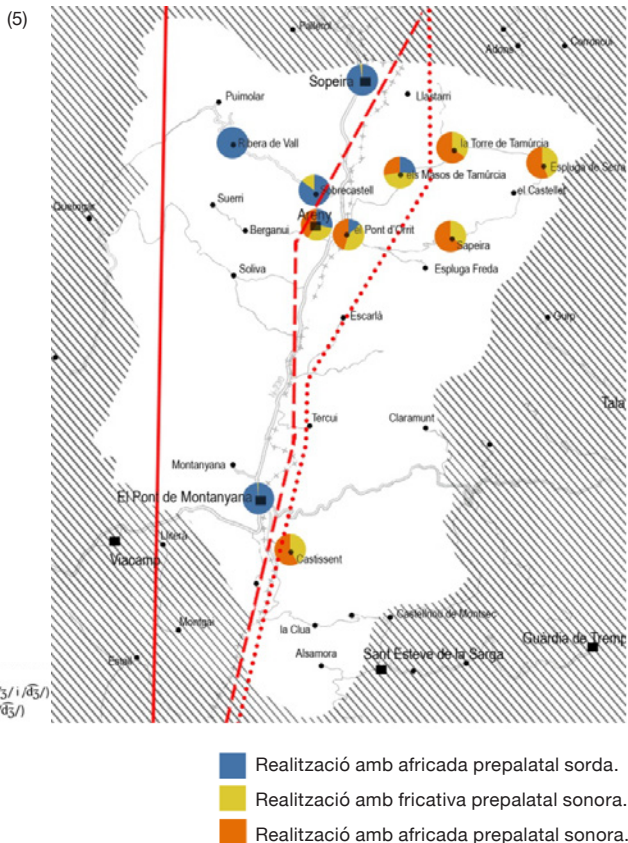 (5)
Pallerol
Adons
Corroncui
Sopeira
Puimolar
Llastarri
Ribera de Vall
la Torre de Tamúrcia
Espluga de Serra
els Masos de Tamúrcia
Sobrecastell
el Castellet
Suerri
Queixigar
Areny
Berganui
el Pont d'Orrit
Sapeira
Soliva
Espluga Freda
Escarlà
Gurp
Tala
Tercui
Claramunt
Montanyana
El Pont de Montanyana
Viacamp
Lliterà
Castissent
Montgai
la Clua
Castellnou de Montsec
Estall
Alsamora
Sant Esteve de la Sarga
Guàrdia de Tremp
ʒ/ i /d͡ʒ/)
d͡ʒ/)
Realització amb africada prepalatal sorda.
Realització amb fricativa prepalatal sonora.
Realització amb africada prepalatal sonora.